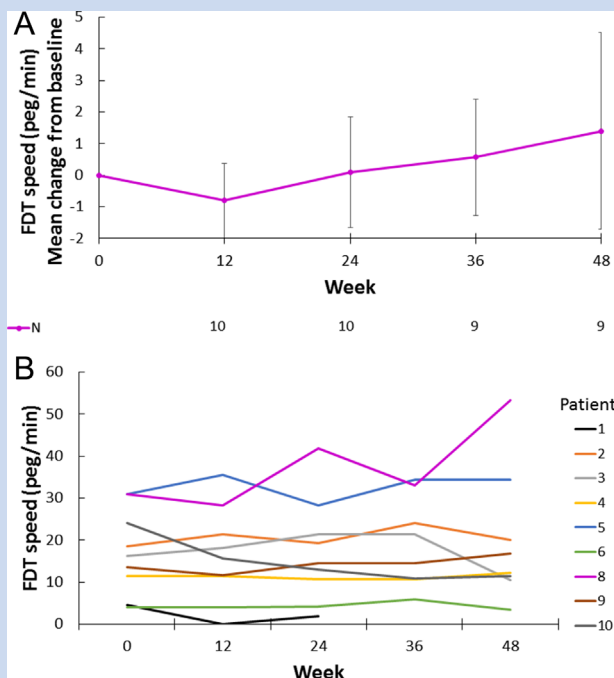 A
FDT speed (peg/min)
Mean change from baseline
5
4
3
2
1
0
-1
-2
0 12 24 36 48
Week
N 10 10 9 9
B
FDT speed (peg/min)
60
50
40
30
20
10
0
0 12 24 36 48
Week
Patient
1
2
3
4
5
6
8
9
10